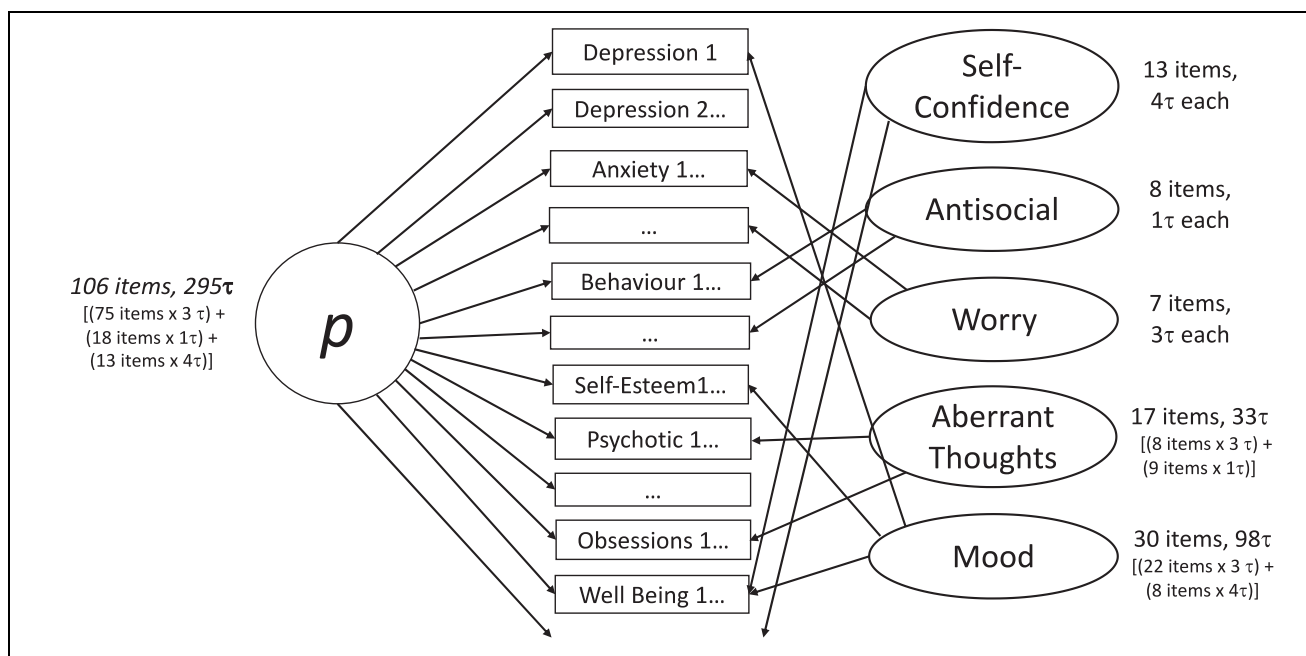 106 items, 295τ
[(75 items x 3 τ) +
(18 items x 1τ) +
(13 items x 4τ)]
p
Depression 1
Depression 2...
Anxiety 1...
...
Behaviour 1...
...
Self-Esteem1...
Psychotic 1...
...
Obsessions 1...
Well Being 1...
Self-
Confidence
13 items,
4τ each
Antisocial
8 items,
1τ each
Worry
7 items,
3τ each
Aberrant
Thoughts
17 items, 33τ
[(8 items x 3 τ) +
(9 items x 1τ)]
Mood
30 items, 98τ
[(22 items x 3 τ) +
(8 items x 4τ)]